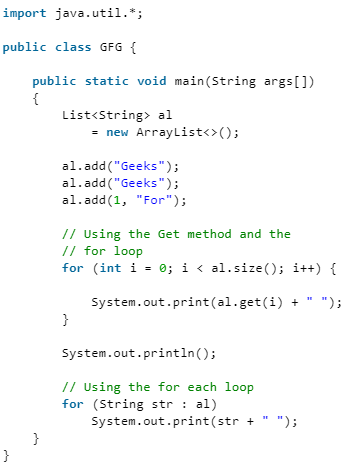 import java.util.*;
public class GFG {
public static void main(String args[])
{
List<String> al
= new ArrayList<>();
al.add("Geeks");
al.add("Geeks");
al.add(1, "For");
// Using the Get method and the
// for loop
for (int i = 0; i < al.size(); i++) {
System.out.print(al.get(i) + " ");
}
System.out.println();
// Using the for each loop
for (String str : al)
System.out.print(str + " ");
}
}